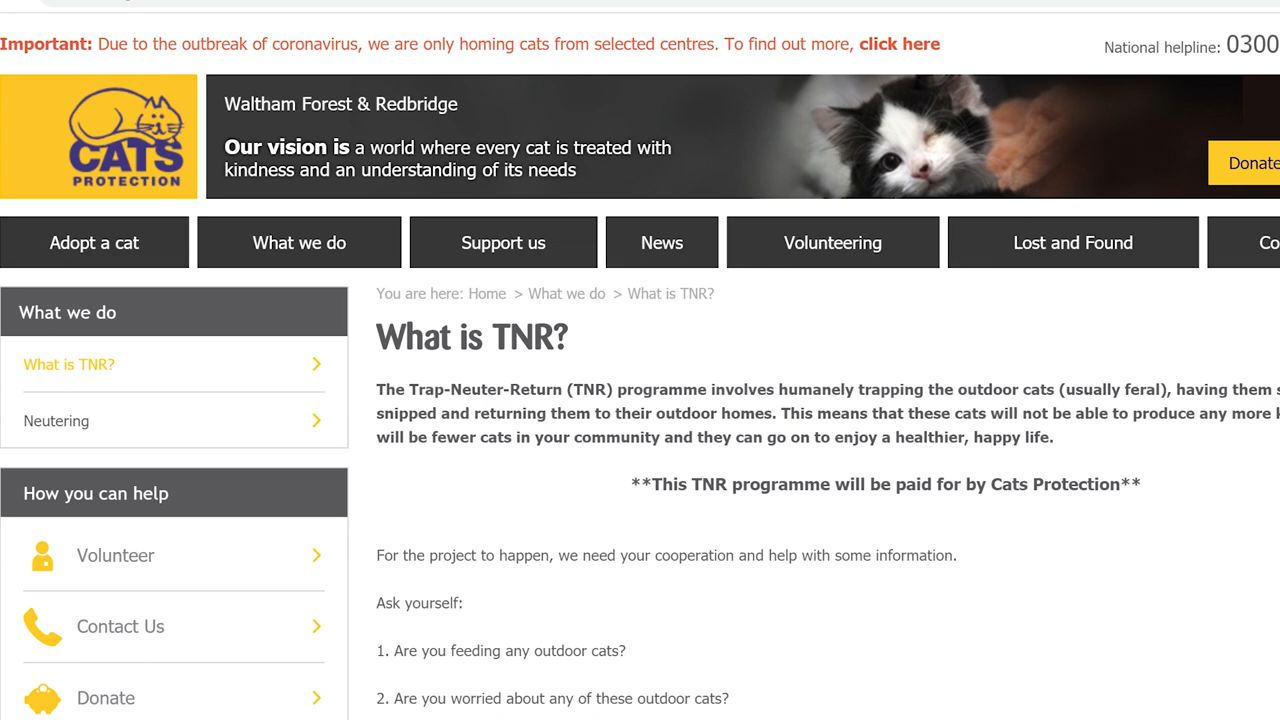 Important: Due to the outbreak of coronavirus, we are only homing cats from selected centres. To find out more, click here
National helpline: 0300
CATS
PROTECTION
Waltham Forest & Redbridge
Our vision is a world where every cat is treated with
kindness and an understanding of its needs
Donate
Adopt a cat
What we do
Support us
News
Volunteering
Lost and Found
Co
What we do
What is TNR?
Neutering
How you can help
Volunteer
Contact Us
Donate
You are here: Home > What we do > What is TNR?
What is TNR?
The Trap-Neuter-Return (TNR) programme involves humanely trapping the outdoor cats (usually feral), having them s
snipped and returning them to their outdoor homes. This means that these cats will not be able to produce any more k
will be fewer cats in your community and they can go on to enjoy a healthier, happy life.
**This TNR programme will be paid for by Cats Protection**
For the project to happen, we need your cooperation and help with some information.
Ask yourself:
1. Are you feeding any outdoor cats?
2. Are you worried about any of these outdoor cats?